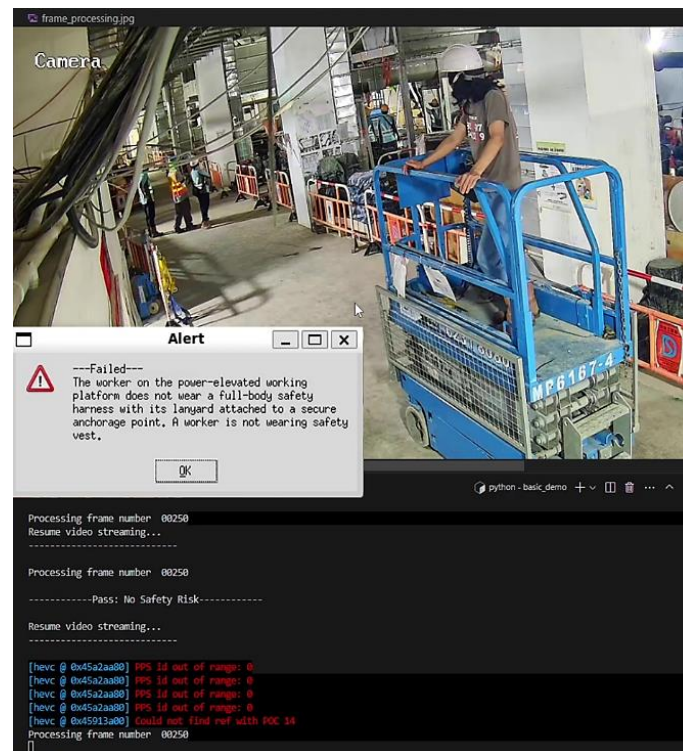 frame_processing.jpg
Camera
MP6167-4
Alert
---Failed---
The worker on the power-elevated working
platform does not wear a full-body safety
harness with its lanyard attached to a secure
anchorage point. A worker is not wearing safety
vest.
OK
python - basic_demo
Processing frame number 00250
Resume video streaming...
----------------------------
Processing frame number 00250
------------Pass: No Safety Risk------------
Resume video streaming...
----------------------------
[hevc @ 0x45a2aa80] PPS id out of range: 0
[hevc @ 0x45a2aa80] PPS id out of range: 0
[hevc @ 0x45a2aa80] PPS id out of range: 0
[hevc @ 0x45a2aa80] PPS id out of range: 0
[hevc @ 0x45913a00] Could not find ref with POC 14
Processing frame number 00250